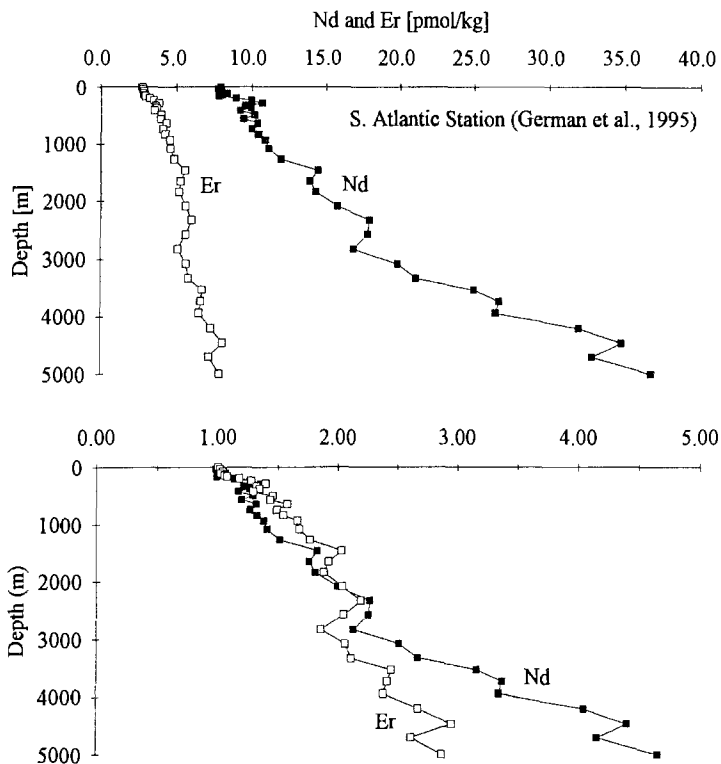 Nd and Er [pmol/kg]
0.0 5.0 10.0 15.0 20.0 25.0 30.0 35.0 40.0
0
1000
2000
3000
4000
5000
Depth [m]
S. Atlantic Station (German et al., 1995)
Er
Nd
0.00 1.00 2.00 3.00 4.00 5.00
0
1000
2000
3000
4000
5000
Depth (m)
Nd
Er